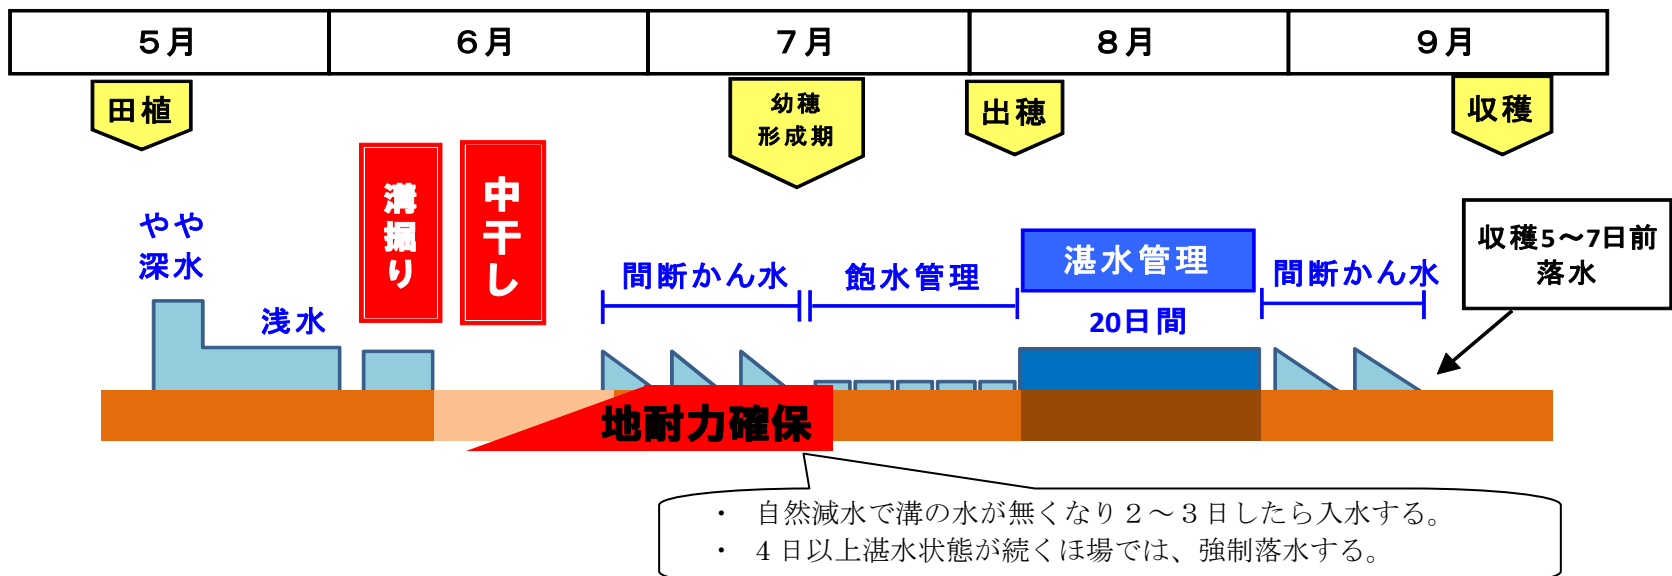 ５月 ６月 ７月 ８月 ９月
田植
幼穂
形成期
出穂
収穫
溝掘り
中干し
やや
深水
浅水
間断かん水
飽水管理
湛水管理
20日間
間断かん水
収穫5～7日前
落水
地耐力確保
・ 自然減水で溝の水が無くなり２～３日したら入水する。
・ ４日以上湛水状態が続くほ場では、強制落水する。